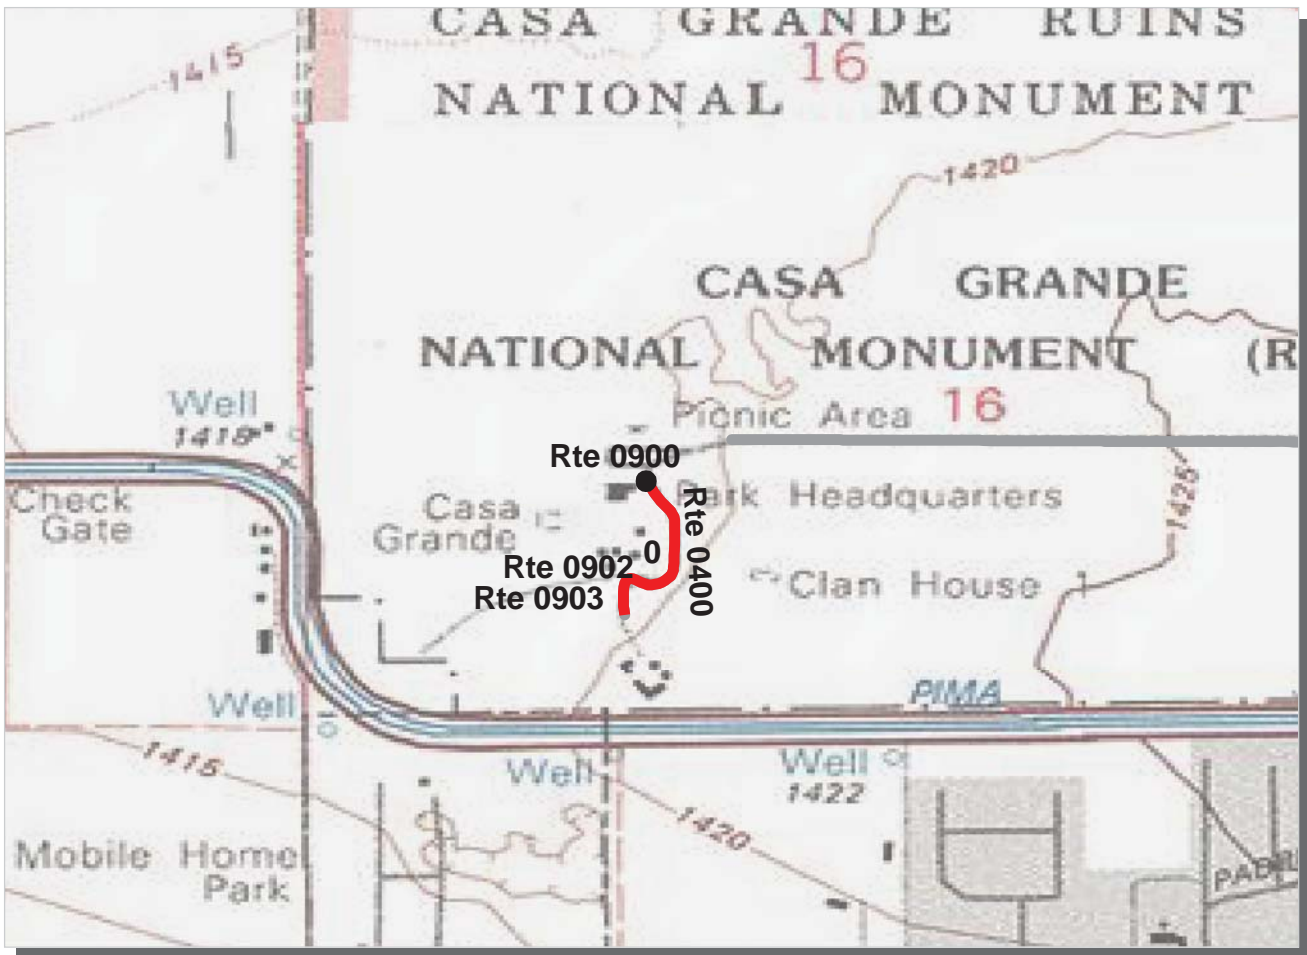 CASA GRANDE RUINS
16
NATIONAL MONUMENT
1415
1420
CASA GRANDE
NATIONAL MONUMENT (R
Well
1418
Picnic Area 16
Rte 0900
Check
Gate
Casa
Grande
Park Headquarters
1425
Rte 0400
0
Rte 0902
Rte 0903
Clan House
PIMA
Well
1415
Well
Well
1422
1420
Mobile Home
Park